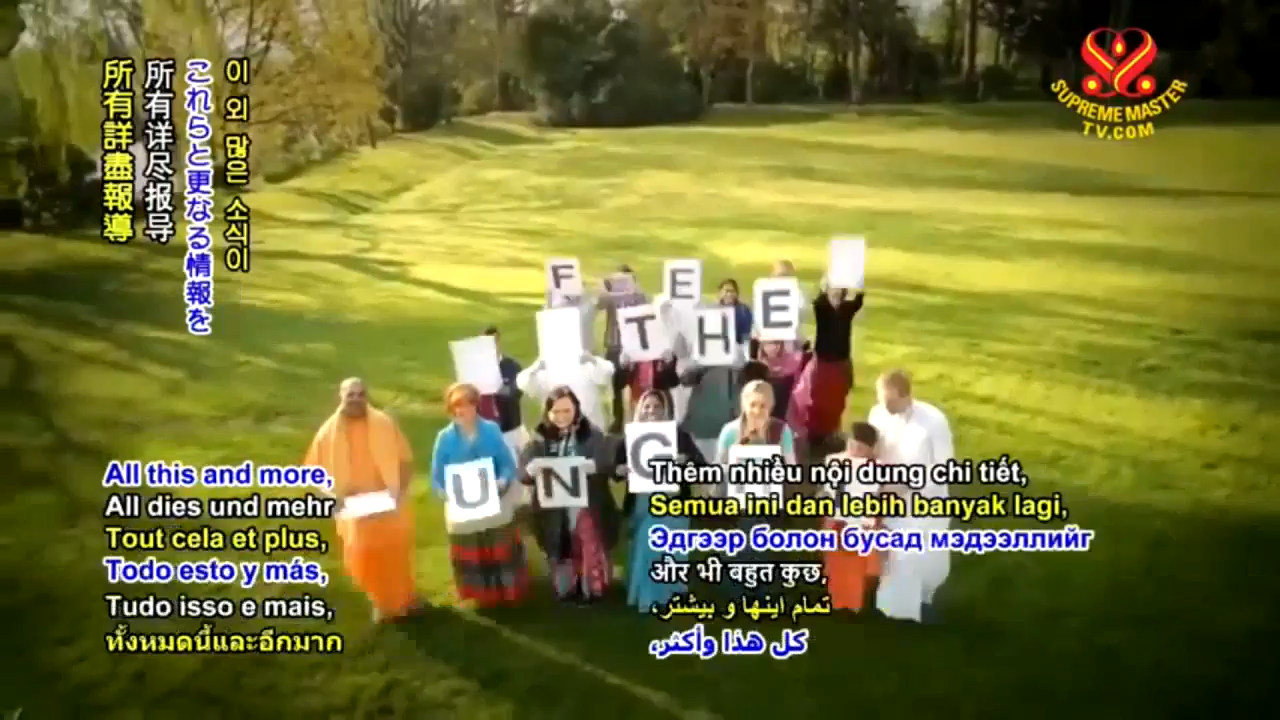 이 외 많은 소식이
これらと更なる情報を
所有详尽报导
所有詳盡報導
SUPREME MASTER
TV.COM
F E E
T H E
U N G
All this and more,
All dies und mehr
Tout cela et plus,
Todo esto y más,
Tudo isso e mais,
ทั้งหมดนี้และอีกมาก
Thêm nhiều nội dung chi tiết,
Semua ini dan lebih banyak lagi,
Эдгээр болон бусад мэдээллийг
और भी बहुत कुछ,
تمام اینها و بیشتر،
كل هذا وأكثر،